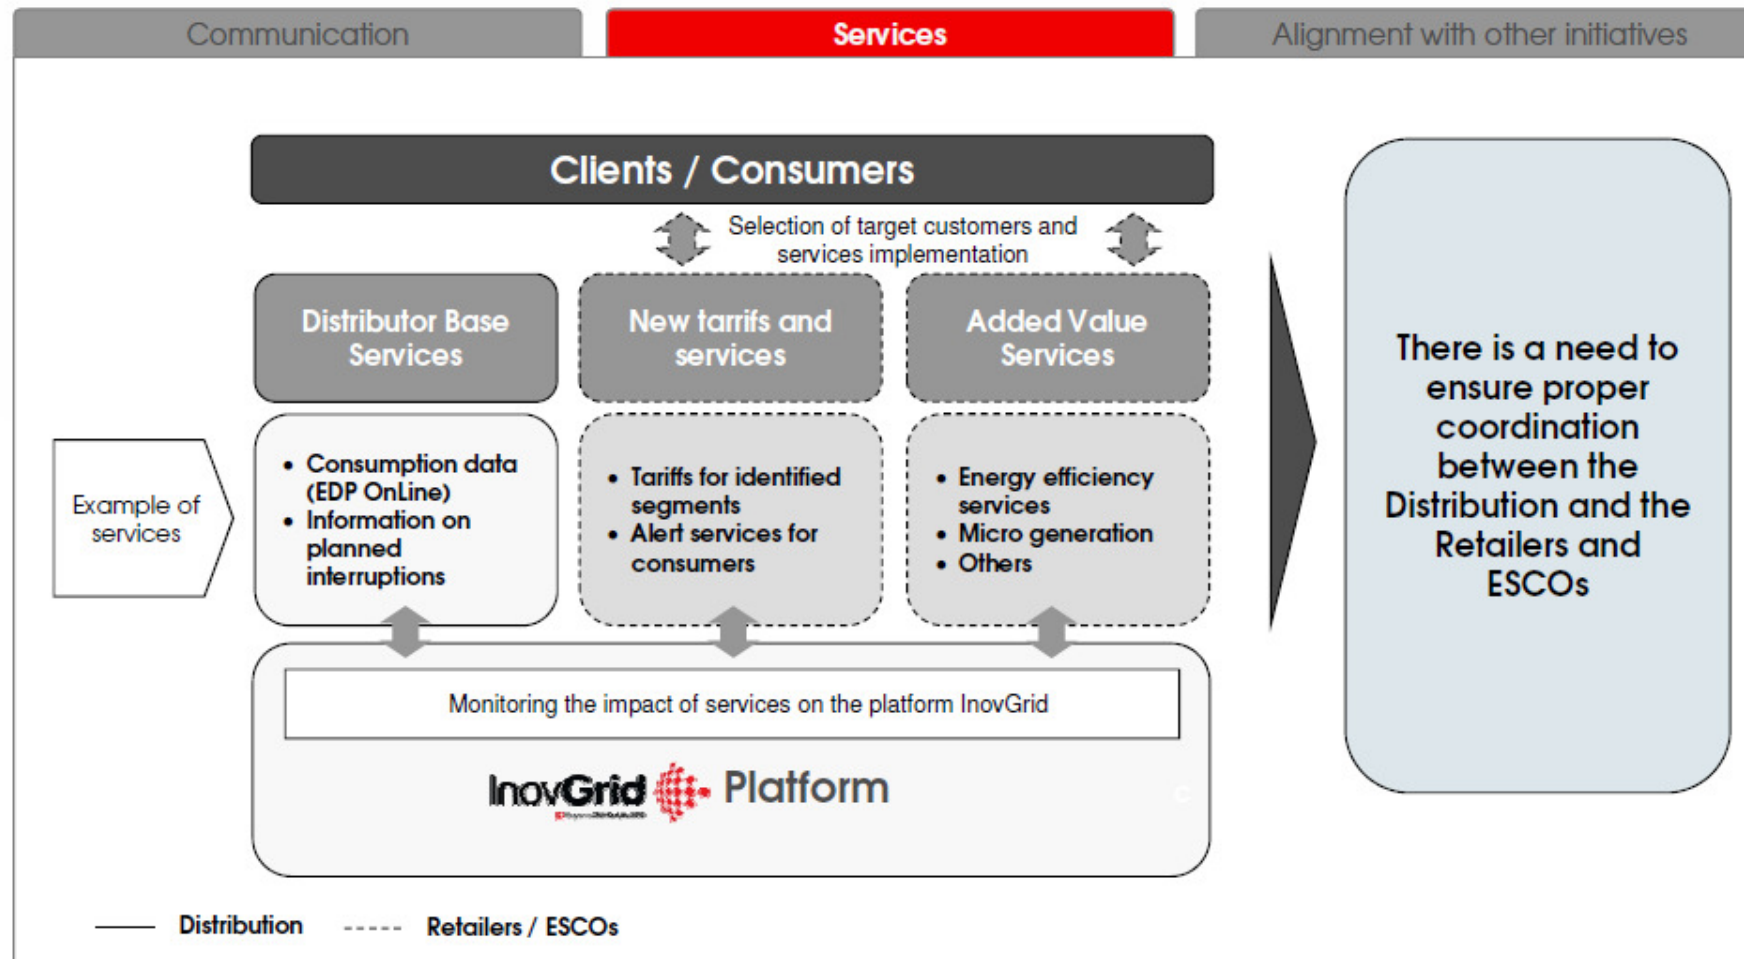 Communication
Services
Alignment with other initiatives
Clients / Consumers
Selection of target customers and
services implementation
Distributor Base
Services
New tarrifs and
services
Added Value
Services
There is a need to
ensure proper
coordination
between the
Distribution and the
Retailers and
ESCOs
Example of
services
• Consumption data
(EDP OnLine)
• Information on
planned
interruptions
• Tariffs for identified
segments
• Alert services for
consumers
• Energy efficiency
services
• Micro generation
• Others
Monitoring the impact of services on the platform InovGrid
InovGrid Platform
Distribution
Retailers / ESCOs